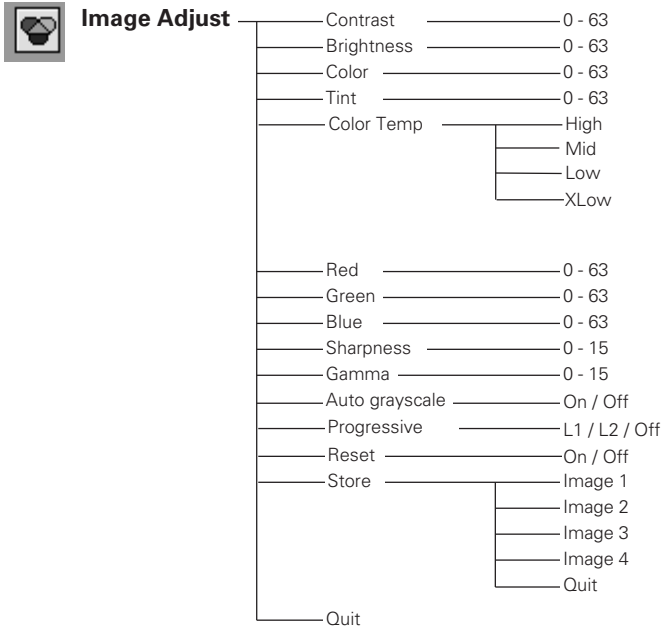 Image Adjust
Contrast 0 - 63
Brightness 0 - 63
Color 0 - 63
Tint 0 - 63
Color Temp High
Mid
Low
XLow
Red 0 - 63
Green 0 - 63
Blue 0 - 63
Sharpness 0 - 15
Gamma 0 - 15
Auto grayscale On / Off
Progressive L1 / L2 / Off
Reset On / Off
Store Image 1
Image 2
Image 3
Image 4
Quit
Quit